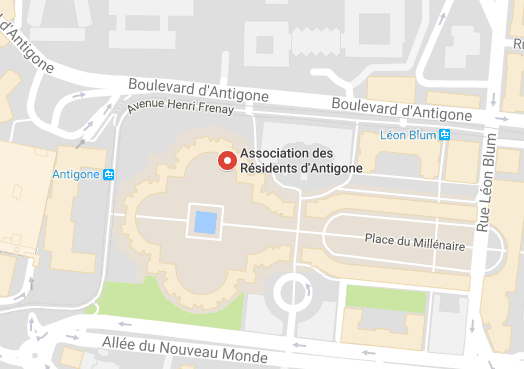 d'Antigone
Boulevard d'Antigone
Boulevard d'Antigone
Avenue Henri Frenay
Léon Blum
Association des
Résidents d'Antigone
Antigone
Rue Léon Blum
Place du Millénaire
Allée du Nouveau Monde